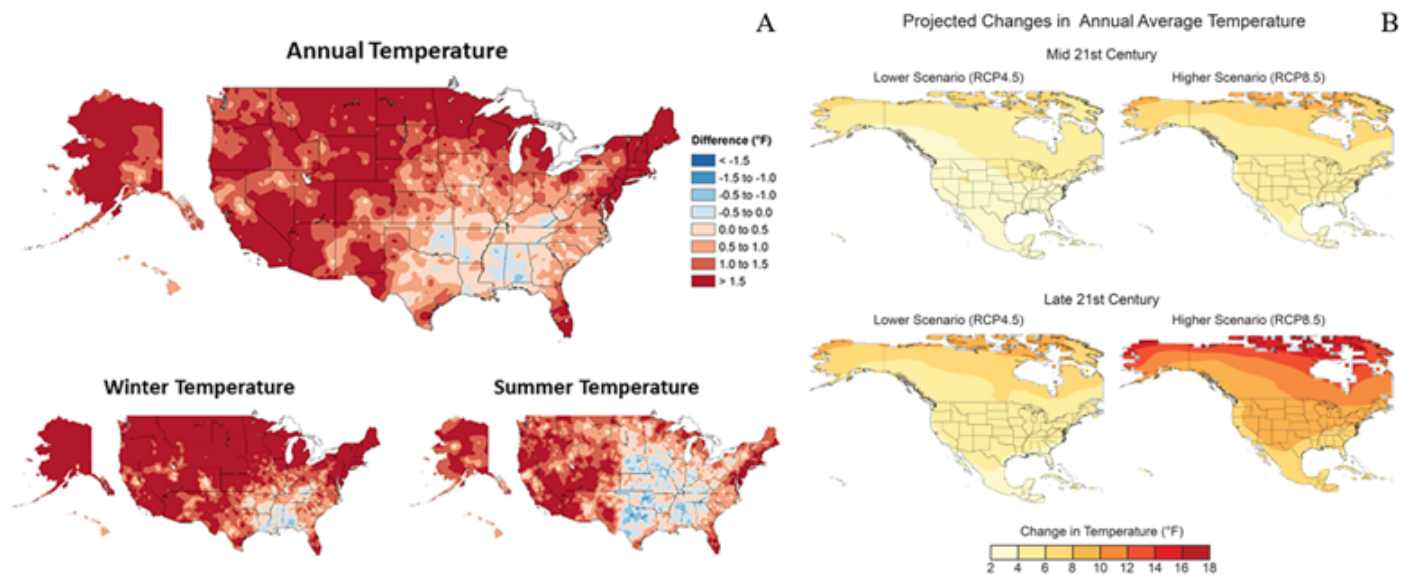 A
Annual Temperature
Difference (°F)
< -1.5
-1.5 to -1.0
-0.5 to -1.0
-0.5 to 0.0
0.0 to 0.5
0.5 to 1.0
1.0 to 1.5
> 1.5
Winter Temperature
Summer Temperature
B
Projected Changes in Annual Average Temperature
Mid 21st Century
Lower Scenario (RCP4.5)
Higher Scenario (RCP8.5)
Late 21st Century
Lower Scenario (RCP4.5)
Higher Scenario (RCP8.5)
Change in Temperature (°F)
2 4 6 8 10 12 14 16 18